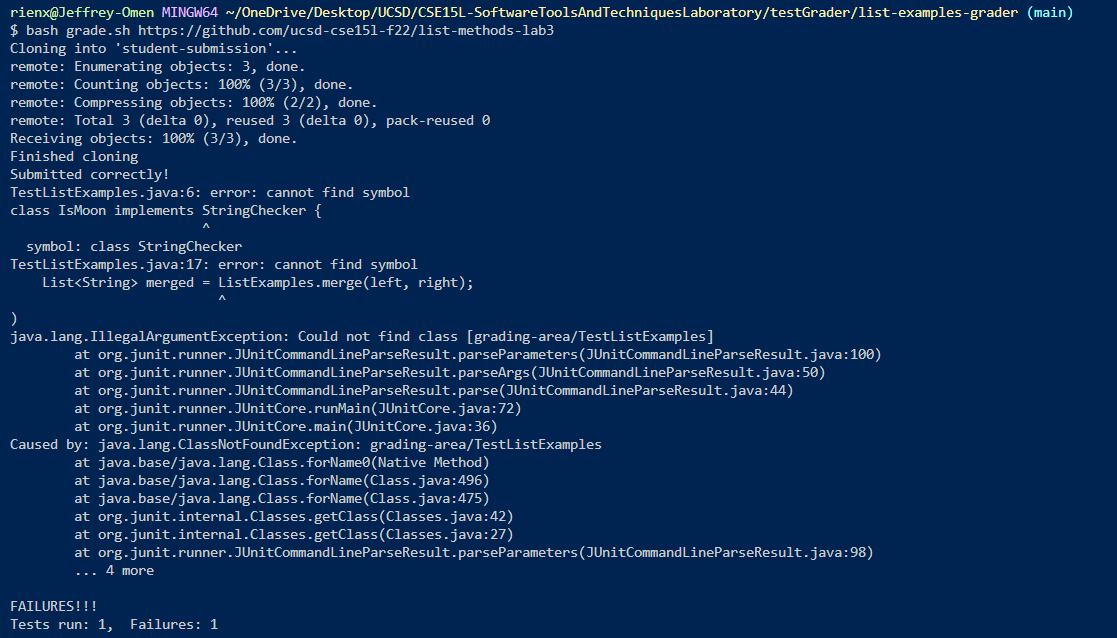 rienx@Jeffrey-Omen MINGW64 ~/OneDrive/Desktop/UCSD/CSE15L-SoftwareToolsAndTechniquesLaboratory/testGrader/list-examples-grader (main)
$ bash grade.sh https://github.com/ucsd-cse15l-f22/list-methods-lab3
Cloning into 'student-submission'...
remote: Enumerating objects: 3, done.
remote: Counting objects: 100% (3/3), done.
remote: Compressing objects: 100% (2/2), done.
remote: Total 3 (delta 0), reused 3 (delta 0), pack-reused 0
Receiving objects: 100% (3/3), done.
Finished cloning
Submitted correctly!
TestListExamples.java:6: error: cannot find symbol
class IsMoon implements StringChecker {
                        ^
  symbol: class StringChecker
TestListExamples.java:17: error: cannot find symbol
    List<String> merged = ListExamples.merge(left, right);
                          ^
)
java.lang.IllegalArgumentException: Could not find class [grading-area/TestListExamples]
        at org.junit.runner.JUnitCommandLineParseResult.parseParameters(JUnitCommandLineParseResult.java:100)
        at org.junit.runner.JUnitCommandLineParseResult.parseArgs(JUnitCommandLineParseResult.java:50)
        at org.junit.runner.JUnitCommandLineParseResult.parse(JUnitCommandLineParseResult.java:44)
        at org.junit.runner.JUnitCore.runMain(JUnitCore.java:72)
        at org.junit.runner.JUnitCore.main(JUnitCore.java:36)
Caused by: java.lang.ClassNotFoundException: grading-area/TestListExamples
        at java.base/java.lang.Class.forName0(Native Method)
        at java.base/java.lang.Class.forName(Class.java:496)
        at java.base/java.lang.Class.forName(Class.java:475)
        at org.junit.internal.Classes.getClass(Classes.java:42)
        at org.junit.internal.Classes.getClass(Classes.java:27)
        at org.junit.runner.JUnitCommandLineParseResult.parseParameters(JUnitCommandLineParseResult.java:98)
        ... 4 more

FAILURES!!!
Tests run: 1,  Failures: 1